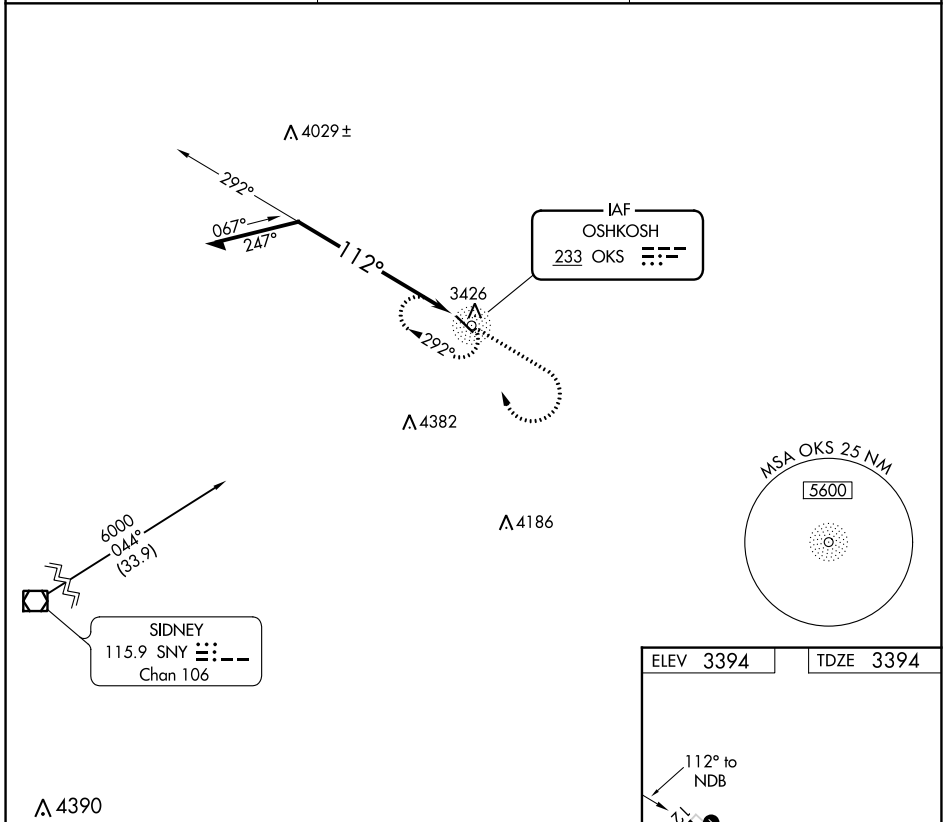 4029±
292°
067°
247°
112°
IAF
OSHKOSH
233 OKS
3426
292°
4382
MSA OKS 25 NM
5600
4186
6000
044°
(33.9)
SIDNEY
115.9 SNY
Chan 106
ELEV 3394
TDZE 3394
112° to
NDB
12
4390